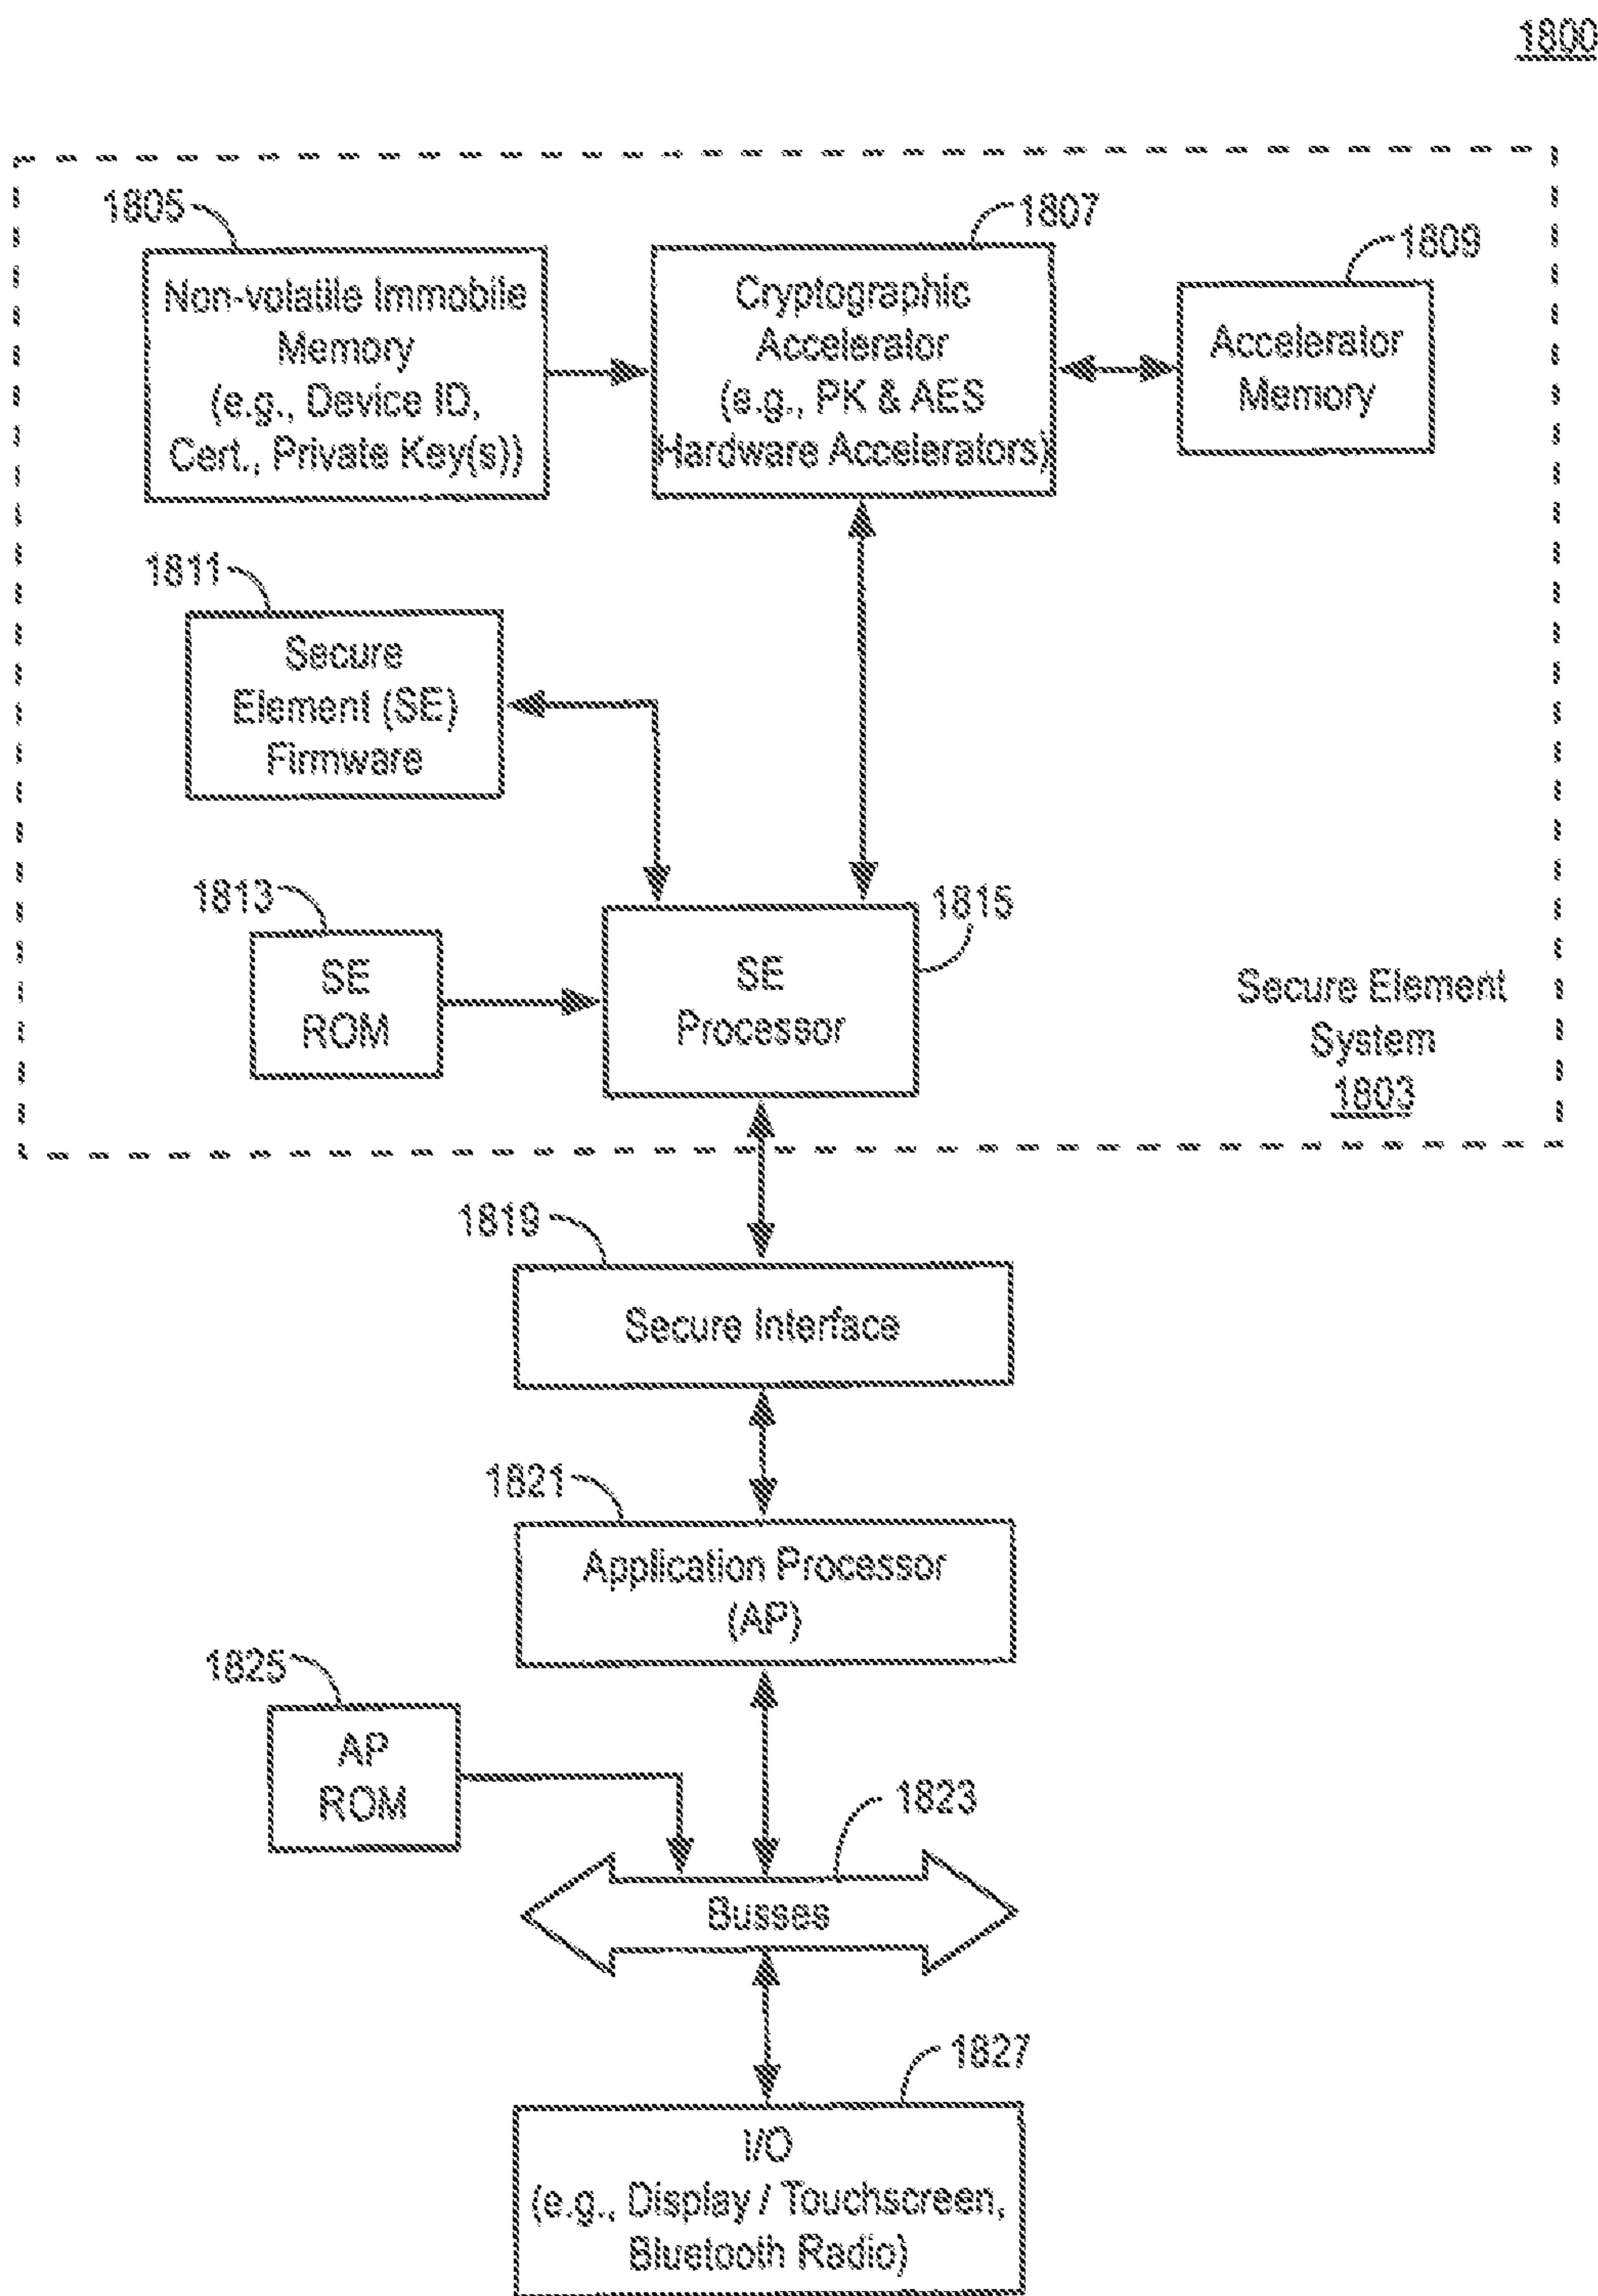 1800
1805
Non-volatile Immobile
Memory
(e.g., Device ID,
Cert., Private Key(s))
1807
Cryptographic
Accelerator
(e.g., PK & AES
Hardware Accelerators)
1809
Accelerator
Memory
1811
Secure
Element (SE)
Firmware
1813
SE
ROM
1815
SE
Processor
Secure Element
System
1803
1819
Secure Interface
1821
Application Processor
(AP)
1825
AP
ROM
1823
Busses
1827
I/O
(e.g., Display / Touchscreen,
Bluetooth Radio)